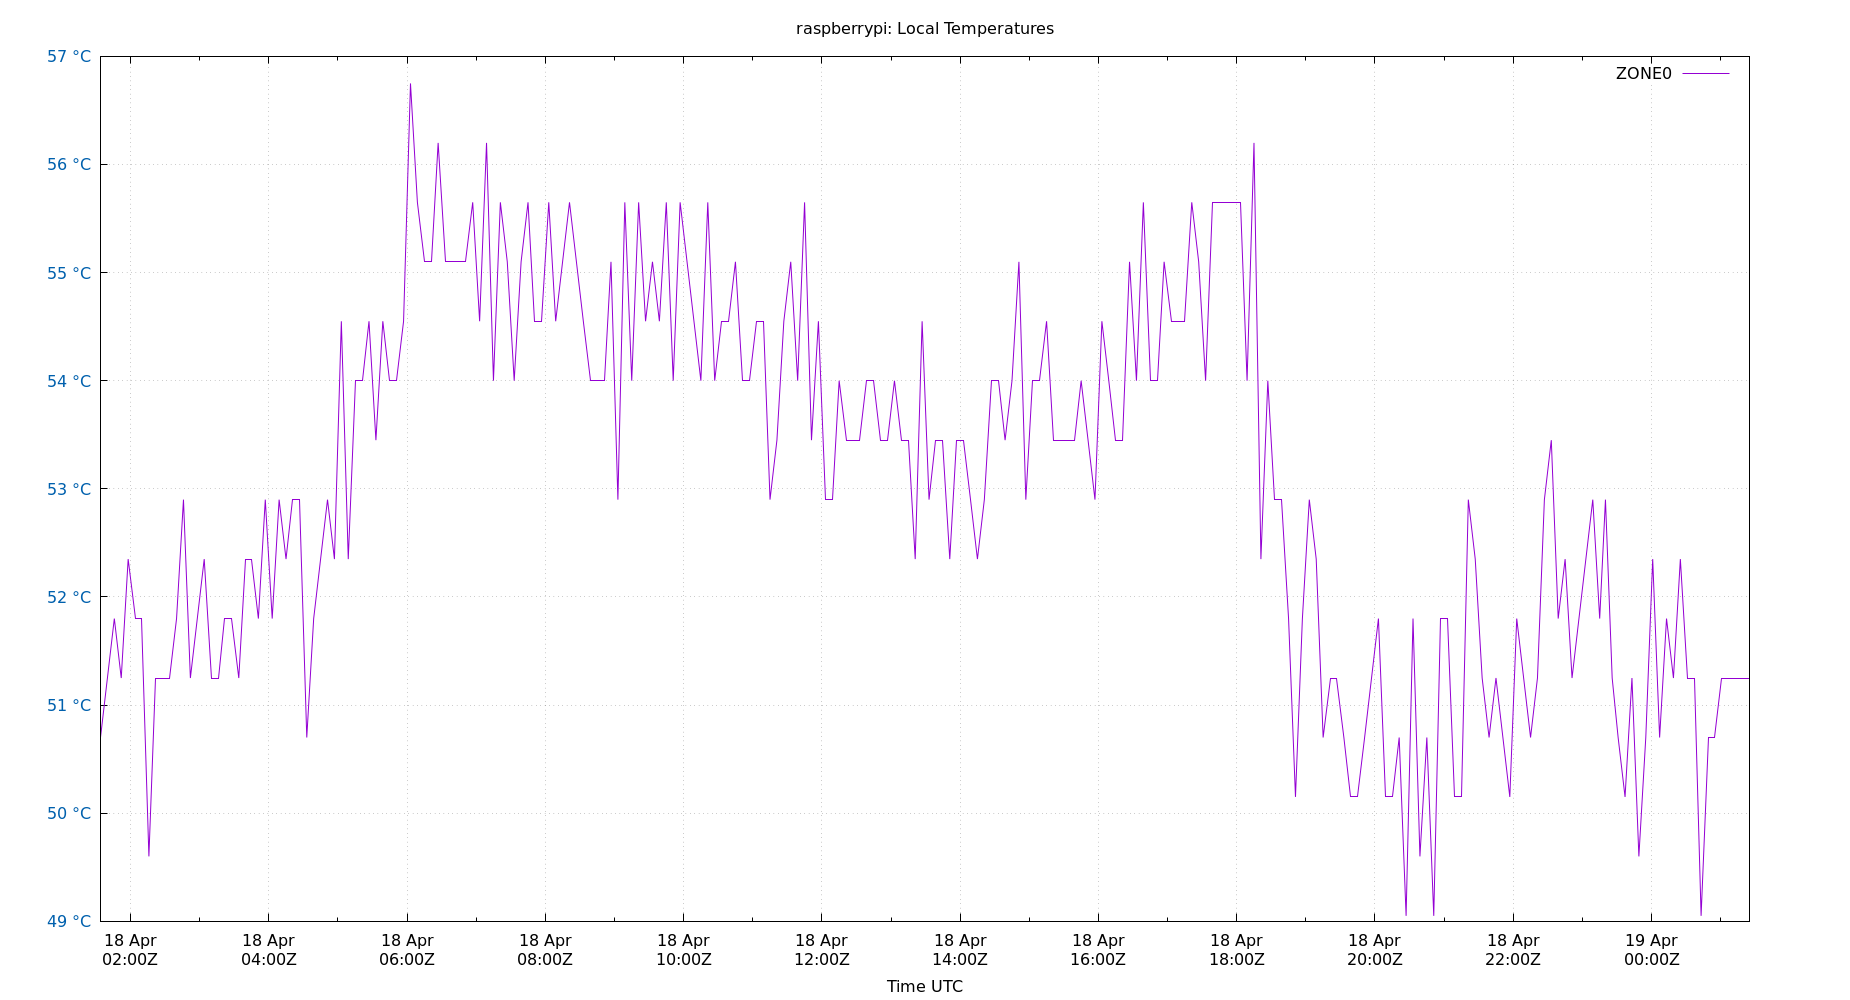 raspberrypi: Local Temperatures
57 °C
ZONE0
56 °C
55 °C
54 °C
53 °C
52 °C
51 °C
50 °C
49 °C
18 Apr 18 Apr 18 Apr 18 Apr 18 Apr 18 Apr 18 Apr 18 Apr 18 Apr 18 Apr 18 Apr 19 Apr
02:00Z 04:00Z 06:00Z 08:00Z 10:00Z 12:00Z 14:00Z 16:00Z 18:00Z 20:00Z 22:00Z 00:00Z
Time UTC